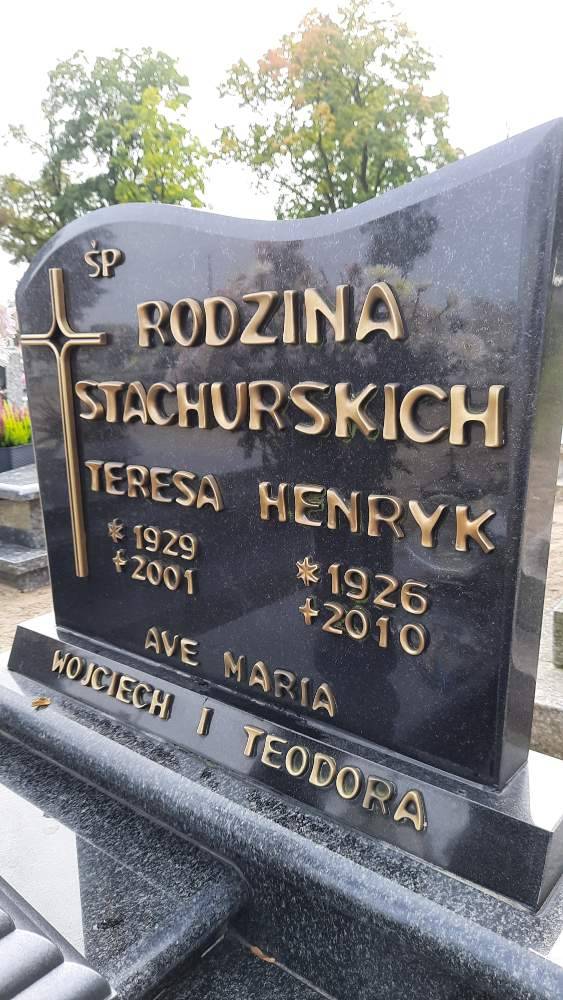 ŚP
RODZINA
STACHURSKICH
TERESA HENRYK
* 1929 * 1926
+ 2001 + 2010
AVE MARIA
WOJCIECH I TEODORA